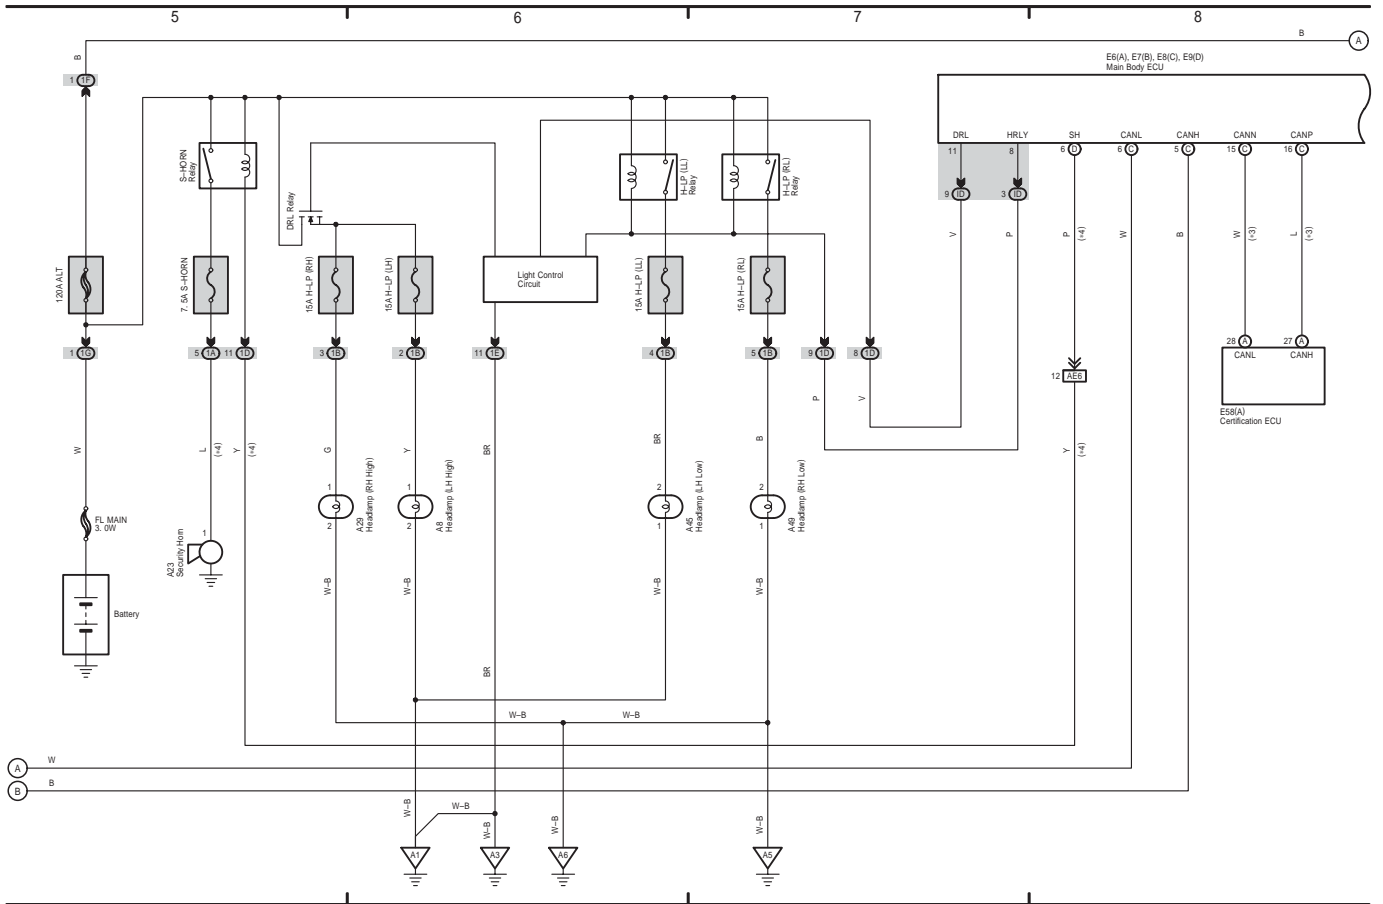 5
6
7
8
B
A
B
1 1F
E6(A), E7(B), E8(C), E9(D)
Main Body ECU
DRL
HRLY
SH
CANL
CANH
CANN
CANP
11
8
6 D
6 C
5 C
15 C
16 C
S–HORN
Relay
H–LP (LL)
Relay
H–LP (RL)
Relay
9 ID
3 ID
DRL Relay
V
P
P
(∗4)
W
B
W
(∗3)
L
(∗3)
120A ALT
7. 5A S–HORN
15A H–LP (RH)
15A H–LP (LH)
Light Control
Circuit
15A H–LP (LL)
15A H–LP (RL)
1 1G
5 1A
11 1D
3 1B
2 1B
11 1E
4 1B
5 1B
9 1D
8 1D
28 A
27 A
CANL
CANH
12 AE6
P
V
E58(A)
Certification ECU
W
L
(∗4)
Y
(∗4)
G
Y
BR
BR
B
Y
(∗4)
1
1
2
2
FL MAIN
3. 0W
2
2
1
1
A29
Headlamp (RH High)
A8
Headlamp (LH High)
A45
Headlamp (LH Low)
A49
Headlamp (RH Low)
1
A23
Security Horn
W–B
W–B
W–B
W–B
Battery
BR
W–B
W–B
A
W
B
B
W–B
W–B
W–B
W–B
W–B
A1
A3
A6
A5